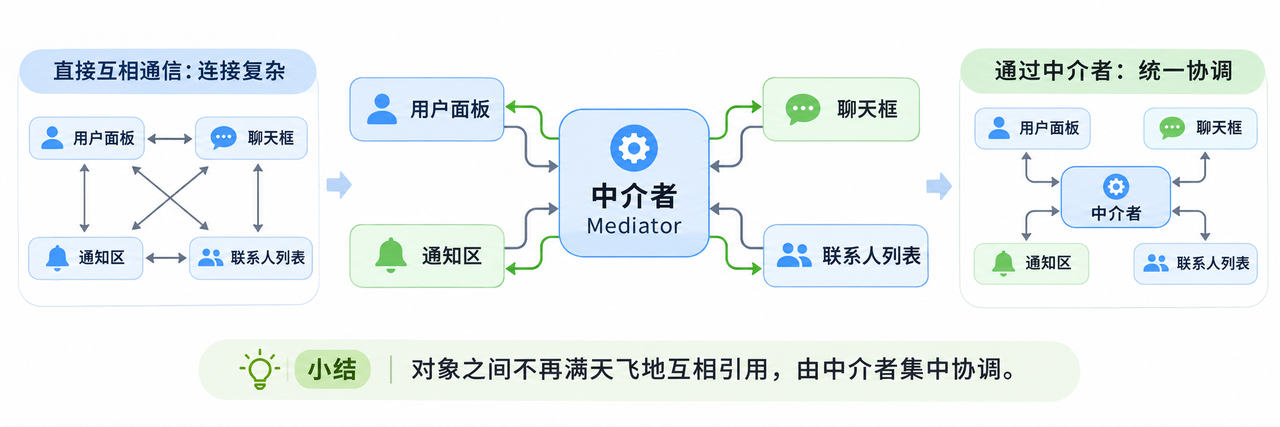 直接互相通信：连接复杂
用户面板
聊天框
通知区
联系人列表
用户面板
聊天框
中介者
Mediator
通知区
联系人列表
通过中介者：统一协调
用户面板
聊天框
中介者
通知区
联系人列表
小结
对象之间不再满天飞地互相引用，由中介者集中协调。